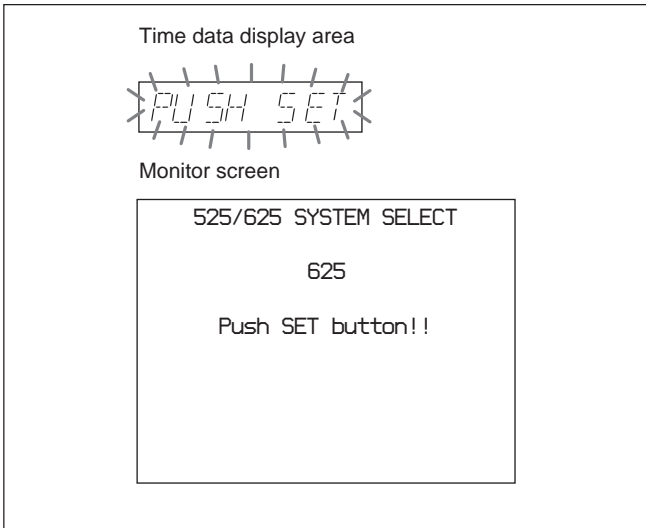 Time data display area
PUSH SET
Monitor screen
525/625 SYSTEM SELECT
625
Push SET button!!